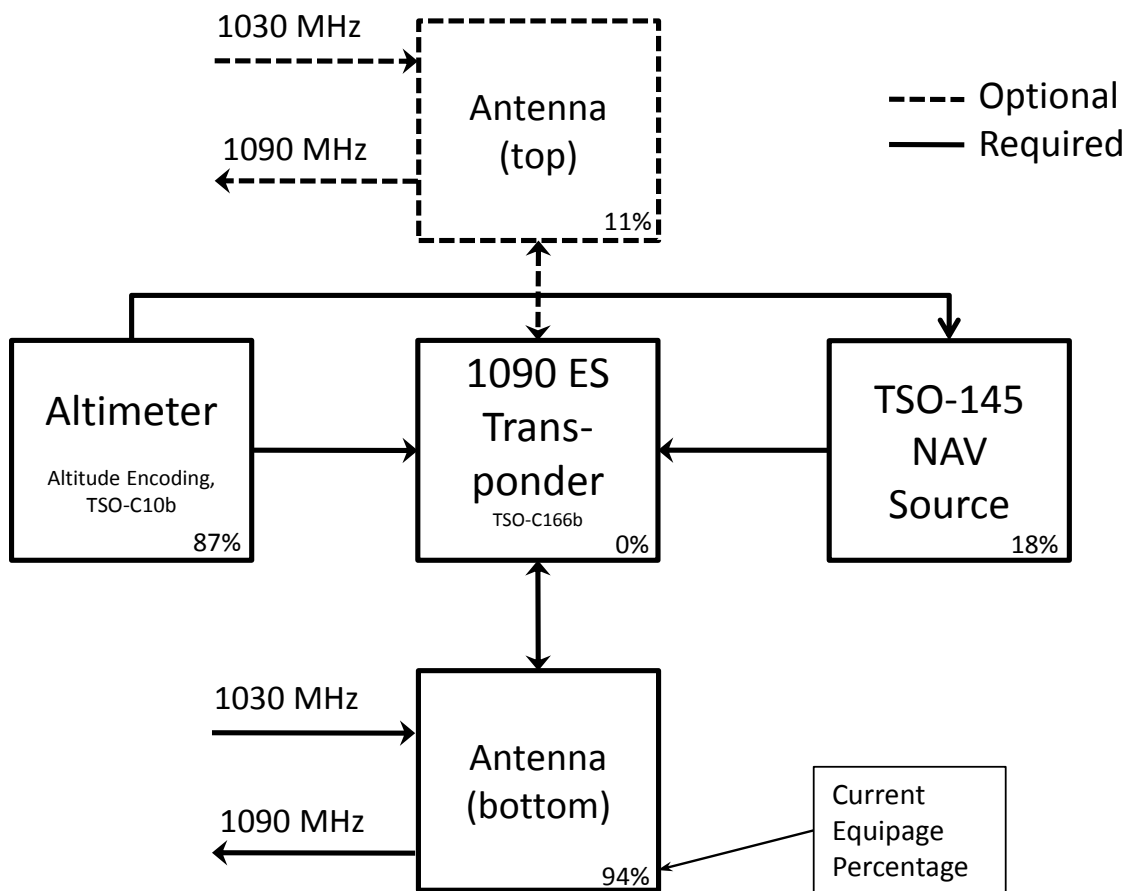 1030 MHz
1090 MHz
Antenna
(top)
11%
Optional
Required
Altimeter
Altitude Encoding,
TSO-C10b
87%
1090 ES
Trans-
ponder
TSO-C166b
0%
TSO-145
NAV
Source
18%
1030 MHz
1090 MHz
Antenna
(bottom)
94%
Current
Equipage
Percentage